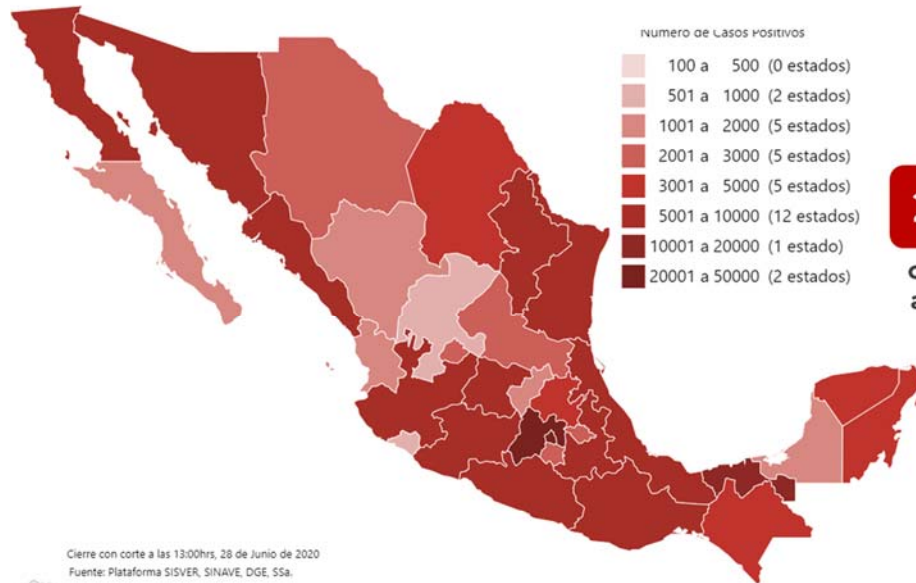 Número de Casos Positivos
100 a 500 (0 estados)
501 a 1000 (2 estados)
1001 a 2000 (5 estados)
2001 a 3000 (5 estados)
3001 a 5000 (5 estados)
5001 a 10000 (12 estados)
10001 a 20000 (1 estado)
20001 a 50000 (2 estados)
Cierre con corte a las 13:00hrs, 28 de Junio de 2020
Fuente: Plataforma SISVER, SINAVE, DGE, SSa.